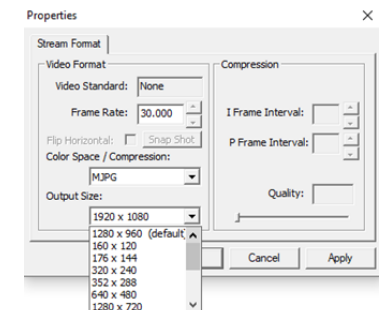 Properties
Stream Format
Video Format
Video Standard: None
Frame Rate: 30.000
Flip Horizontal: Snap Shot
Color Space / Compression:
MJPG
Output Size:
1920 x 1080
1280 x 960 (default
160 x 120
176 x 144
320 x 240
352 x 288
640 x 480
1280 x 720
Compression
I Frame Interval:
P Frame Interval:
Quality:
Cancel
Apply